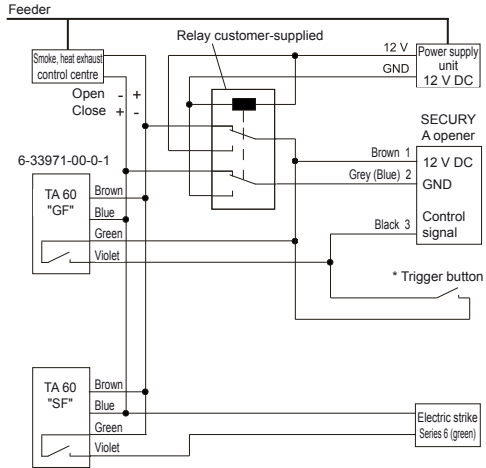 Feeder
Relay customer-supplied
12 V
GND
Power supply
unit
12 V DC
Smoke, heat exhaust
control centre
Open - +
Close + -
SECURY
A opener
6-33971-00-0-1
Brown 1
12 V DC
Grey (Blue) 2
GND
TA 60
"GF"
Brown
Blue
Green
Violet
Black 3
Control
signal
* Trigger button
TA 60
"SF"
Brown
Blue
Green
Violet
Electric strike
Series 6 (green)